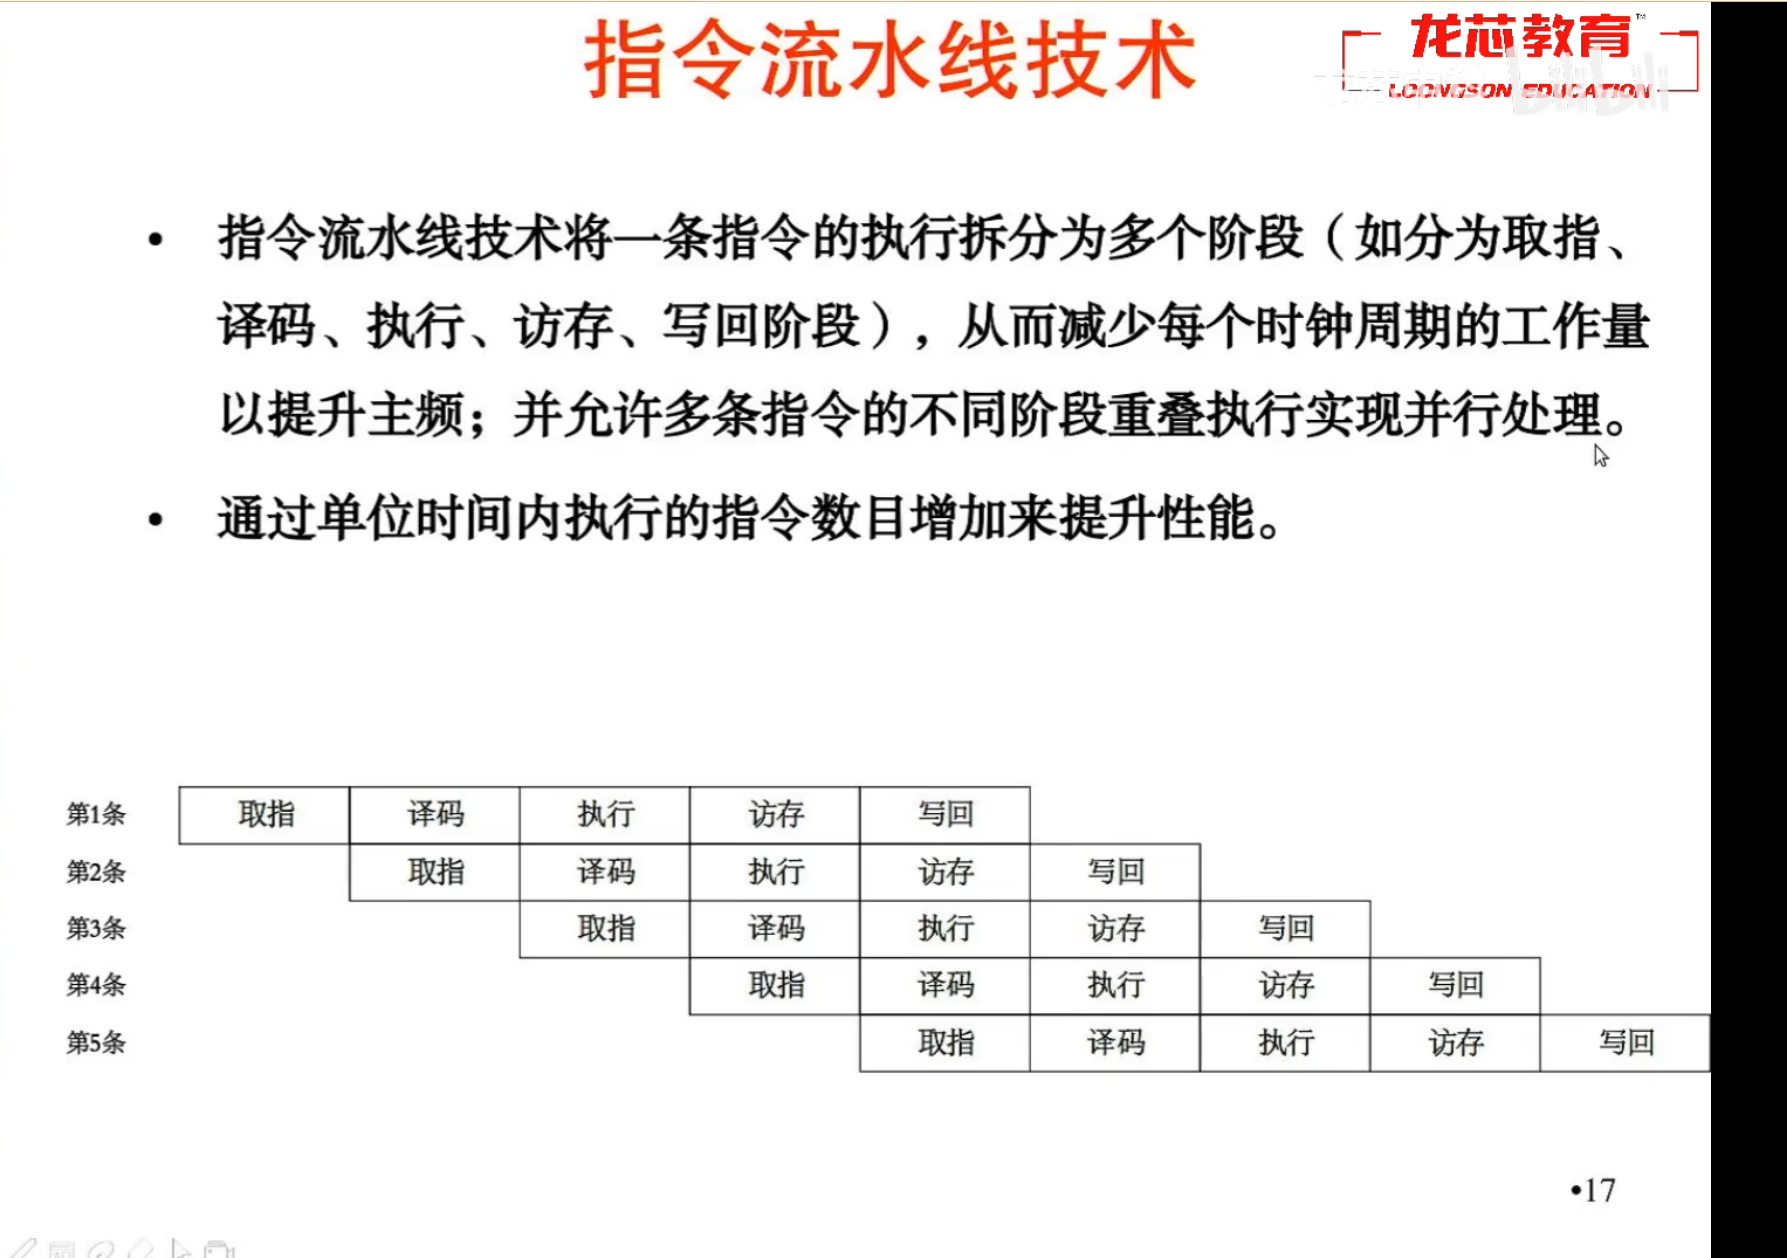 指令流水线技术
龙芯教育™
LOONGSON EDUCATION
• 指令流水线技术将一条指令的执行拆分为多个阶段（如分为取指、
译码、执行、访存、写回阶段），从而减少每个时钟周期的工作量
以提升主频；并允许多条指令的不同阶段重叠执行实现并行处理。
• 通过单位时间内执行的指令数目增加来提升性能。
第1条 取指 译码 执行 访存 写回
第2条 取指 译码 执行 访存 写回
第3条 取指 译码 执行 访存 写回
第4条 取指 译码 执行 访存 写回
第5条 取指 译码 执行 访存 写回
•17